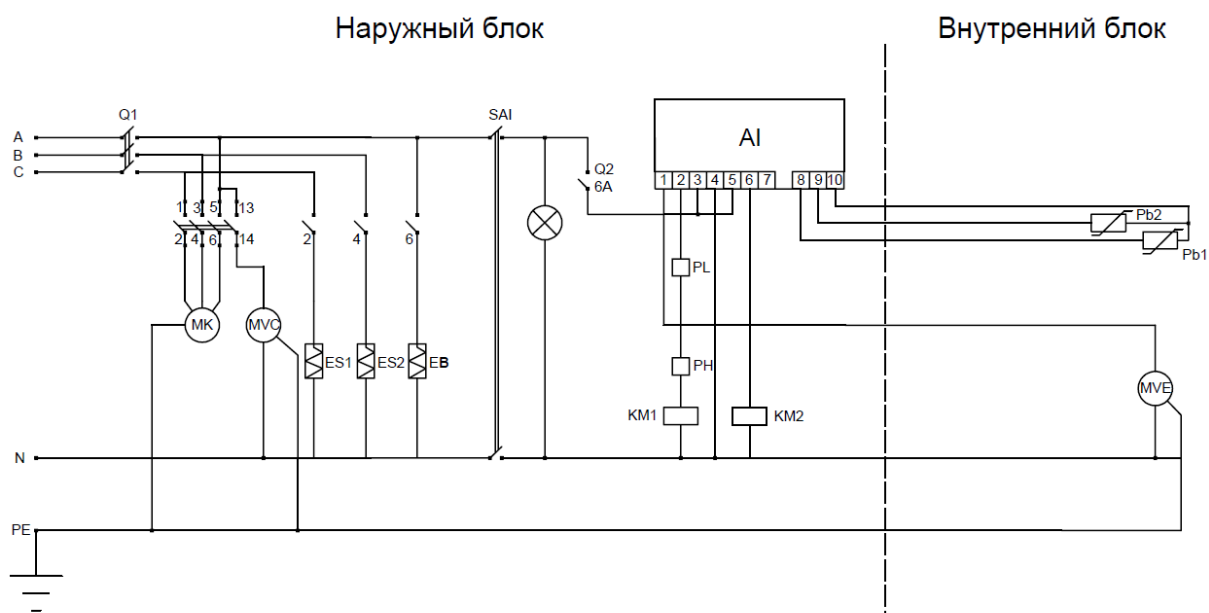 Наружный блок
Внутренний блок
Q1
SAI
AI
A
B
C
Q2
6A
1 2 3 4 5 6 7 8 9 10
1 3 5 13
2 4 6 14
2
4
6
Pb2
Pb1
PL
MK
MVC
ES1
ES2
EB
PH
MVE
KM1
KM2
N
PE